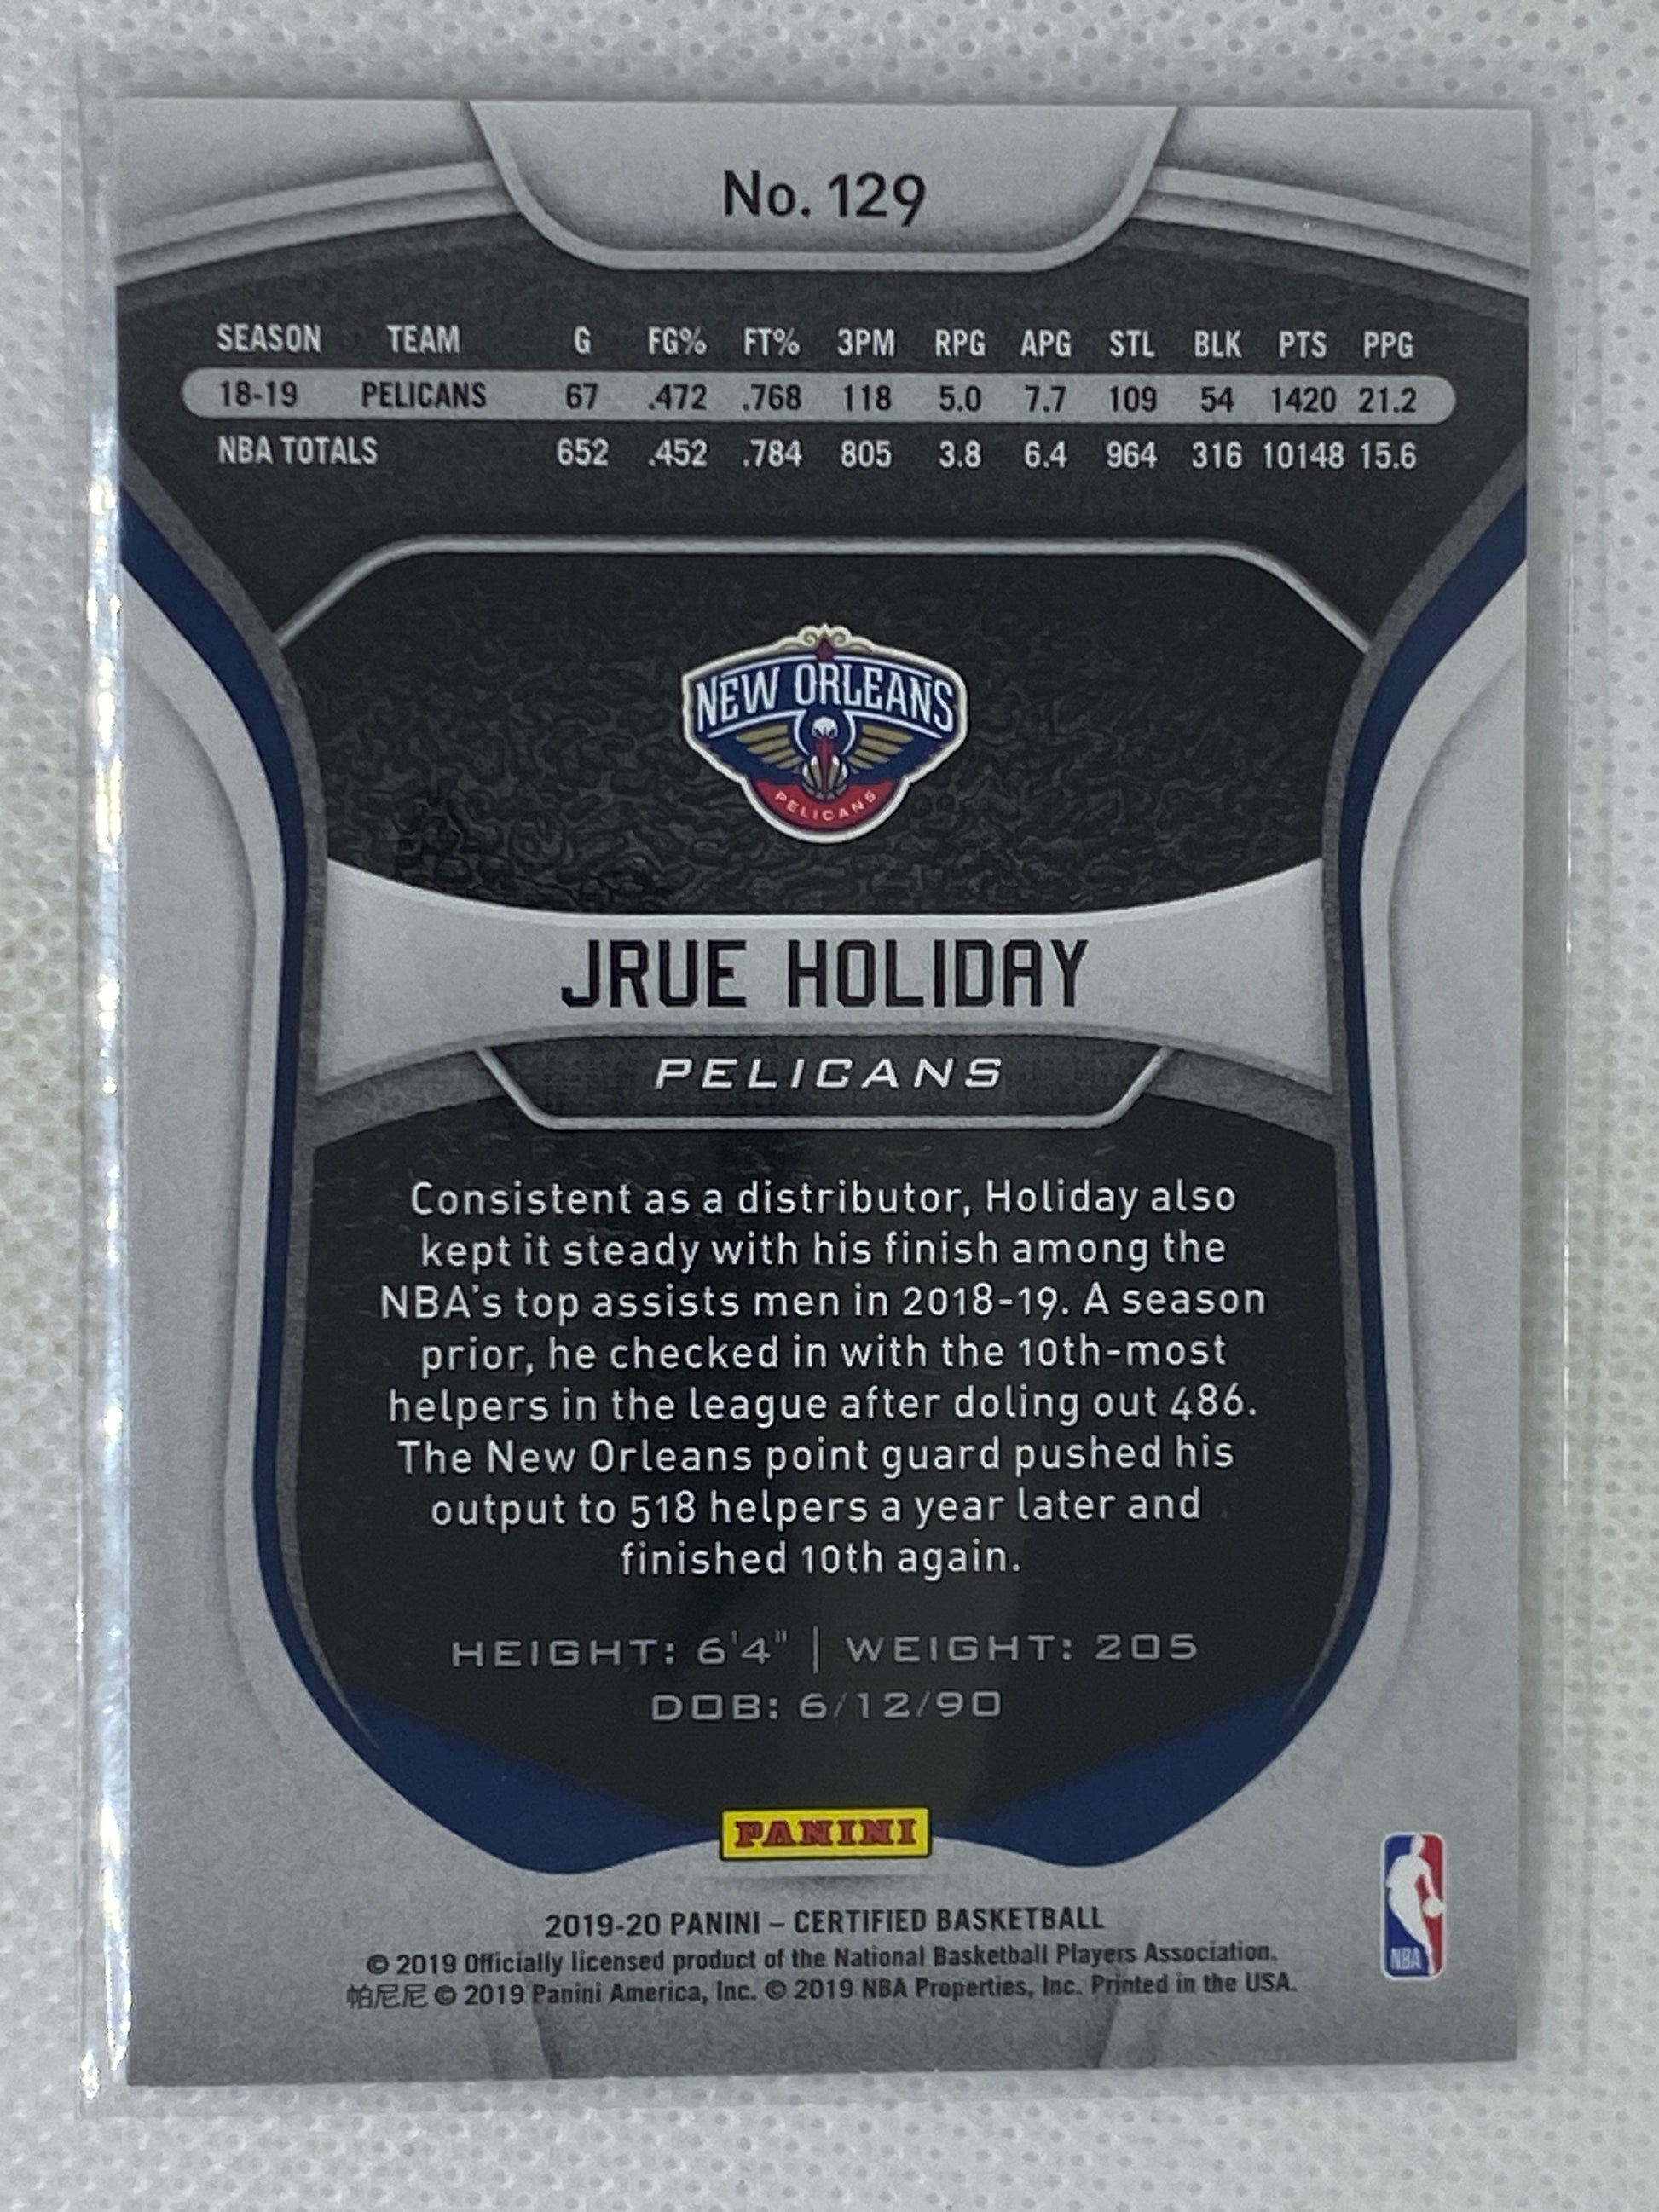 No. 129
SEASON TEAM G FG% FT% 3PM RPG APG STL BLK PTS PPG
18-19 PELICANS 67 .472 .768 118 5.0 7.7 109 54 1420 21.2
NBA TOTALS 652 .452 .784 805 3.8 6.4 964 316 10148 15.6
NEW ORLEANS
PELICANS
JRUE HOLIDAY
PELICANS
Consistent as a distributor, Holiday also
kept it steady with his finish among the
NBA's top assists men in 2018-19. A season
prior, he checked in with the 10th-most
helpers in the league after doling out 486.
The New Orleans point guard pushed his
output to 518 helpers a year later and
finished 10th again.
HEIGHT: 6'4" | WEIGHT: 205
DOB: 6/12/90
PANINI
NBA
2019-20 PANINI – CERTIFIED BASKETBALL
© 2019 Officially licensed product of the National Basketball Players Association.
帕尼尼 © 2019 Panini America, Inc. © 2019 NBA Properties, Inc. Printed in the USA.